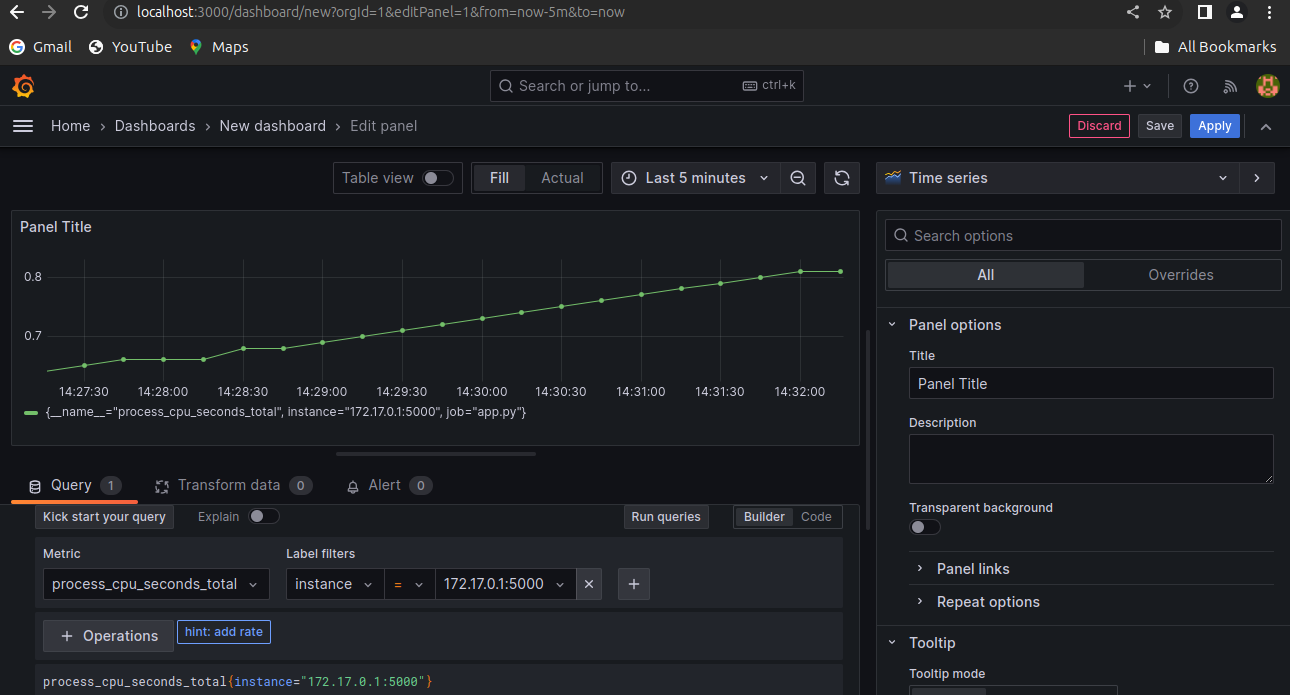 localhost:3000/dashboard/new?orgId=1&editPanel=1&from=now-5m&to=now
Gmail YouTube Maps All Bookmarks
Search or jump to... ctrl+k
Home › Dashboards › New dashboard › Edit panel Discard Save Apply
Table view Fill Actual Last 5 minutes Time series
Panel Title
Search options
All Overrides
0.8
0.7
14:27:30 14:28:00 14:28:30 14:29:00 14:29:30 14:30:00 14:30:30 14:31:00 14:31:30 14:32:00
{__name__="process_cpu_seconds_total", instance="172.17.0.1:5000", job="app.py"}
Panel options
Title
Panel Title
Description
Transparent background
Panel links
Repeat options
Tooltip
Tooltip mode
Query 1 Transform data 0 Alert 0
Kick start your query Explain Run queries Builder Code
Metric Label filters
process_cpu_seconds_total instance = 172.17.0.1:5000
+ Operations hint: add rate
process_cpu_seconds_total{instance="172.17.0.1:5000"}